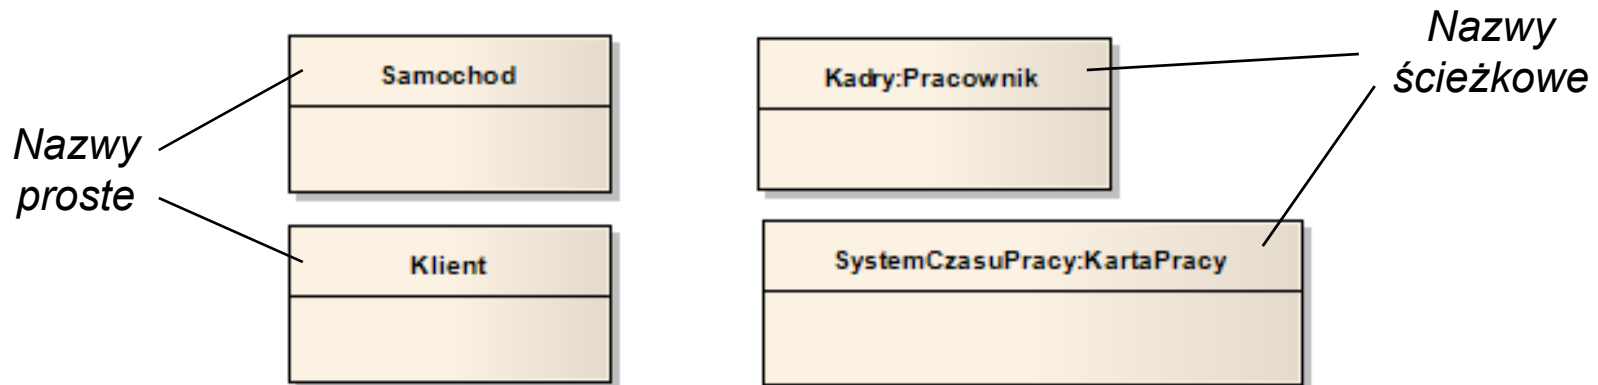 Nazwy
proste
Samochod
Klient
Kadry:Pracownik
SystemCzasuPracy:KartaPracy
Nazwy
ścieżkowe